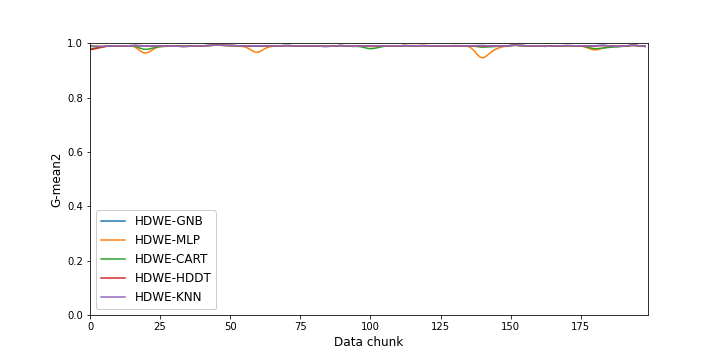 1.0
0.8
0.6
0.4
0.2
0.0
G-mean2
HDWE-GNB
HDWE-MLP
HDWE-CART
HDWE-HDDT
HDWE-KNN
0 25 50 75 100 125 150 175
Data chunk